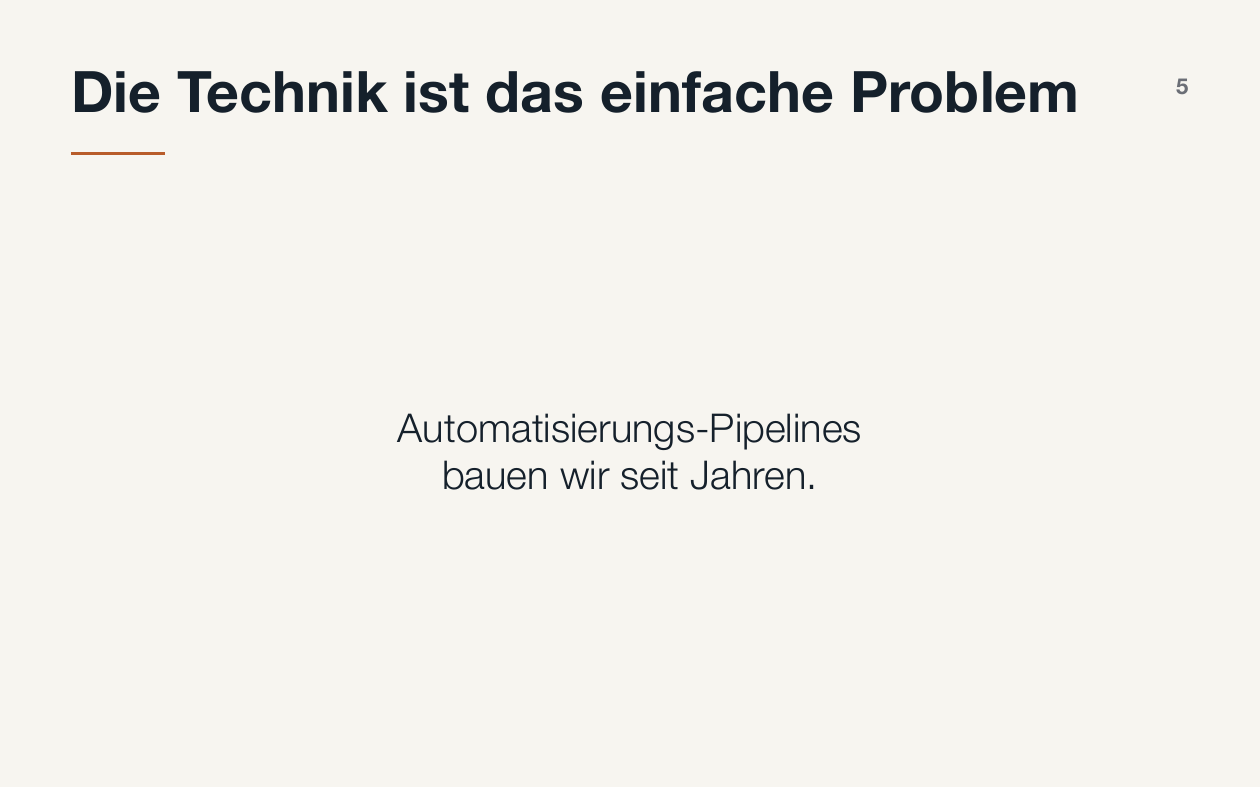 Die Technik ist das einfache Problem
5
Automatisierungs-Pipelines
bauen wir seit Jahren.